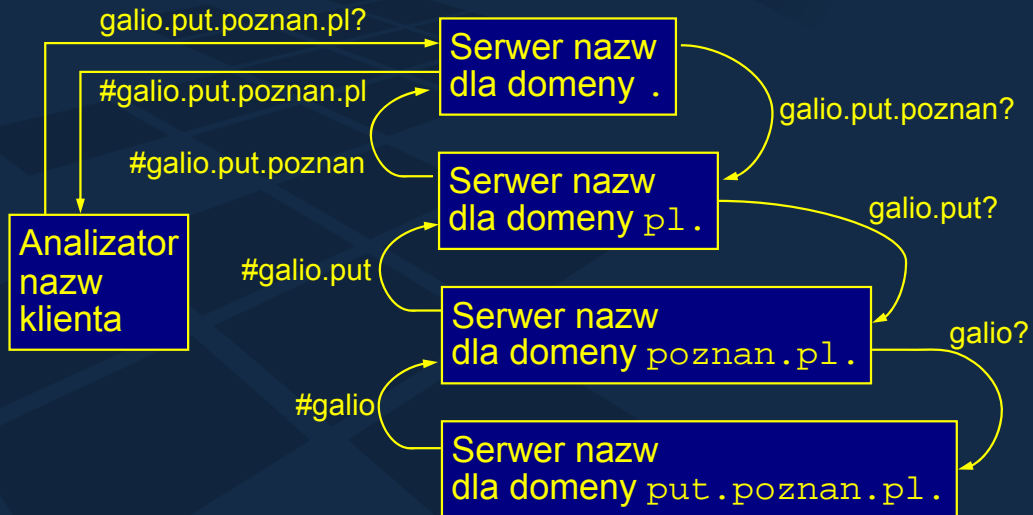 galio.put.poznan.pl?
Serwer nazw
dla domeny .
#galio.put.poznan.pl
galio.put.poznan?
#galio.put.poznan
Serwer nazw
dla domeny pl.
galio.put?
Analizator
nazw
klienta
#galio.put
Serwer nazw
dla domeny poznan.pl.
galio?
#galio
Serwer nazw
dla domeny put.poznan.pl.